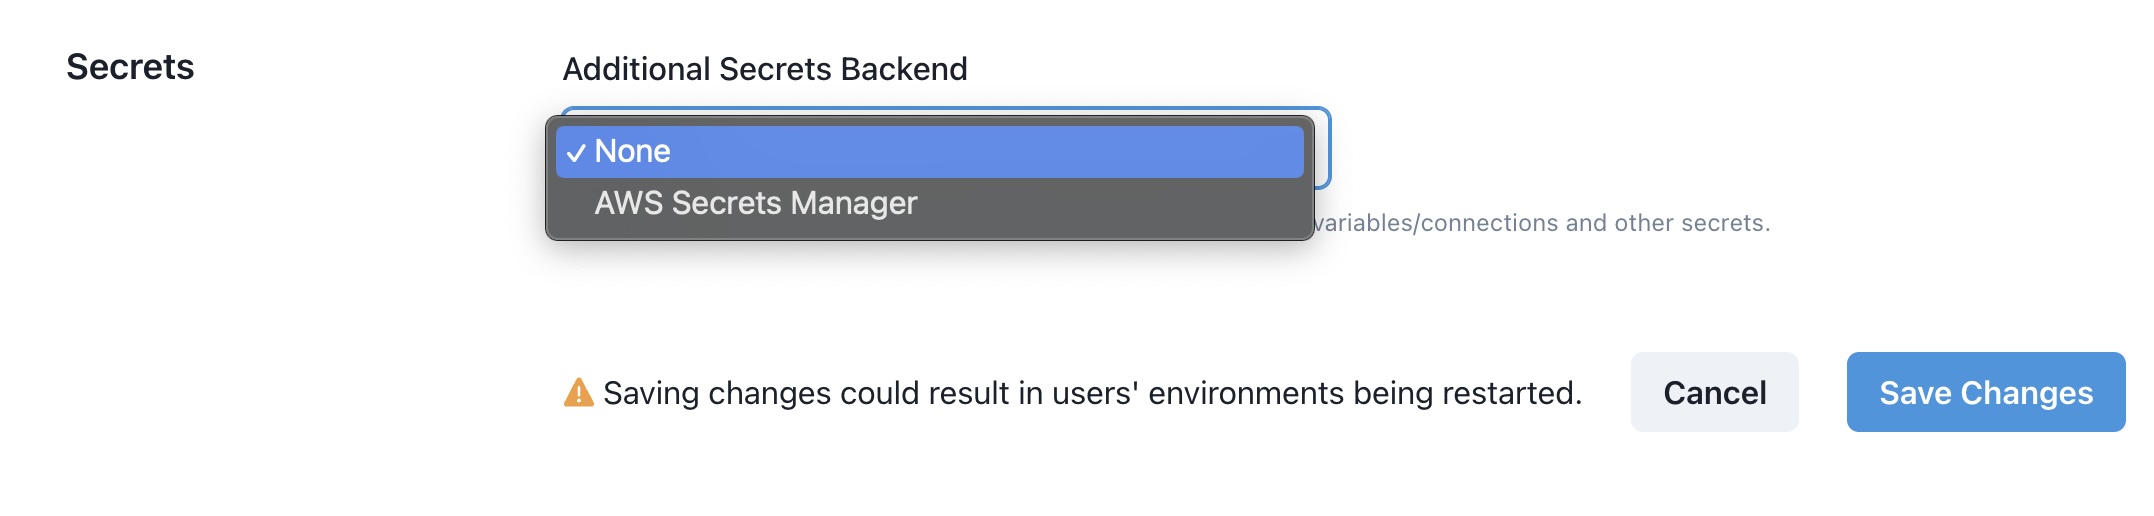 Secrets
Additional Secrets Backend
✓ None
AWS Secrets Manager
variables/connections and other secrets.
Saving changes could result in users' environments being restarted.
Cancel
Save Changes